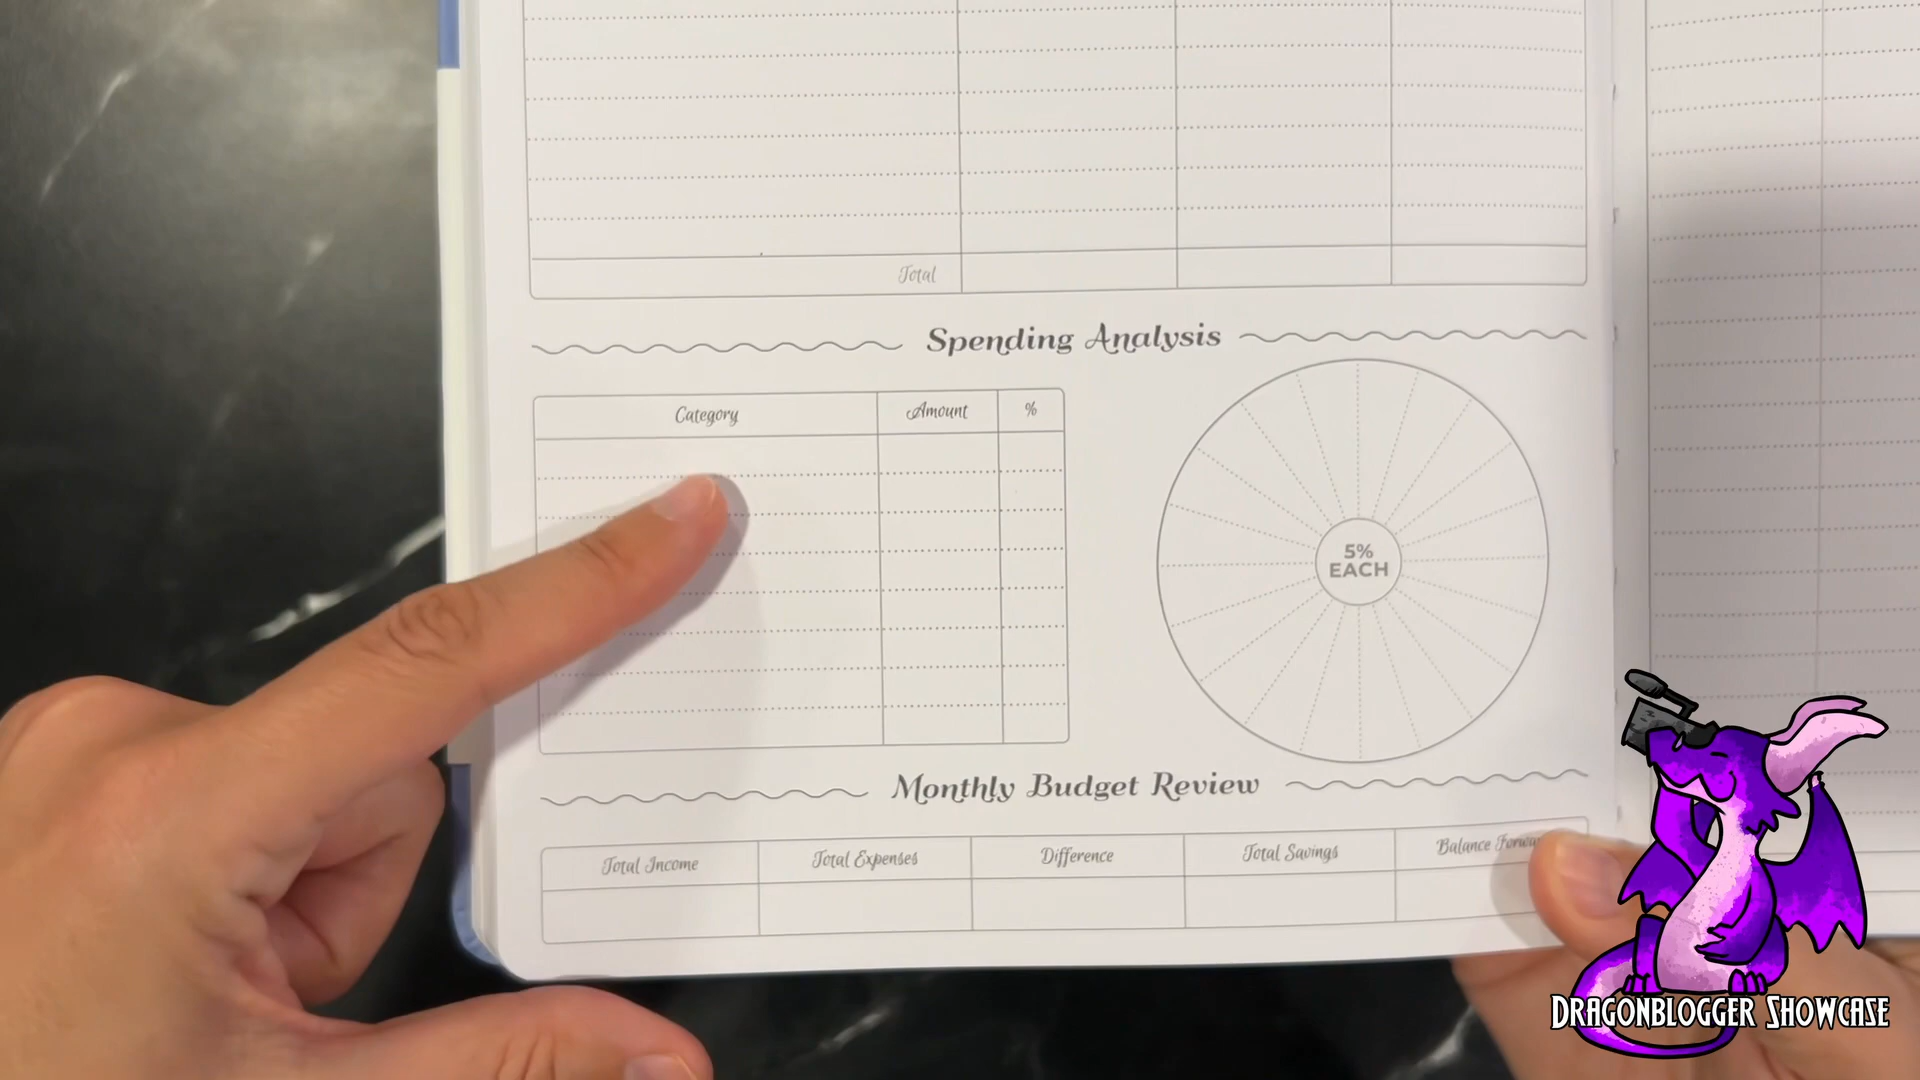 Total
Spending Analysis
Category Amount %
5%
EACH
Monthly Budget Review
Total Income Total Expenses Difference Total Savings Balance
DRAGONBLOGGER SHOWCASE